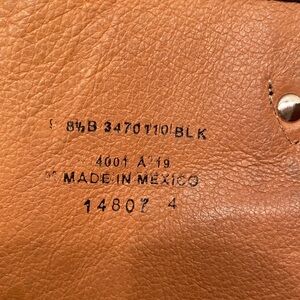 8½B 3470110 BLK
4001 A 19
MADE IN MEXICO
14807 4